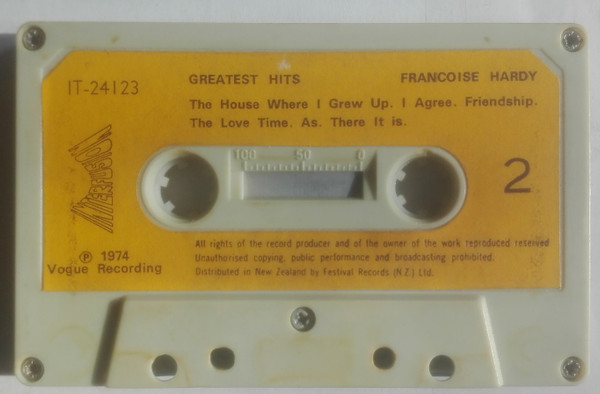 IT-24123
GREATEST HITS FRANCOISE HARDY
The House Where I Grew Up. I Agree. Friendship.
The Love Time. As. There It is.
100 50 0
INTERFUSION
2
℗ 1974
Vogue Recording
All rights of the record producer and of the owner of the work reproduced reserved
Unauthorised copying, public performance and broadcasting prohibited.
Distributed in New Zealand by Festival Records (N.Z.) Ltd.